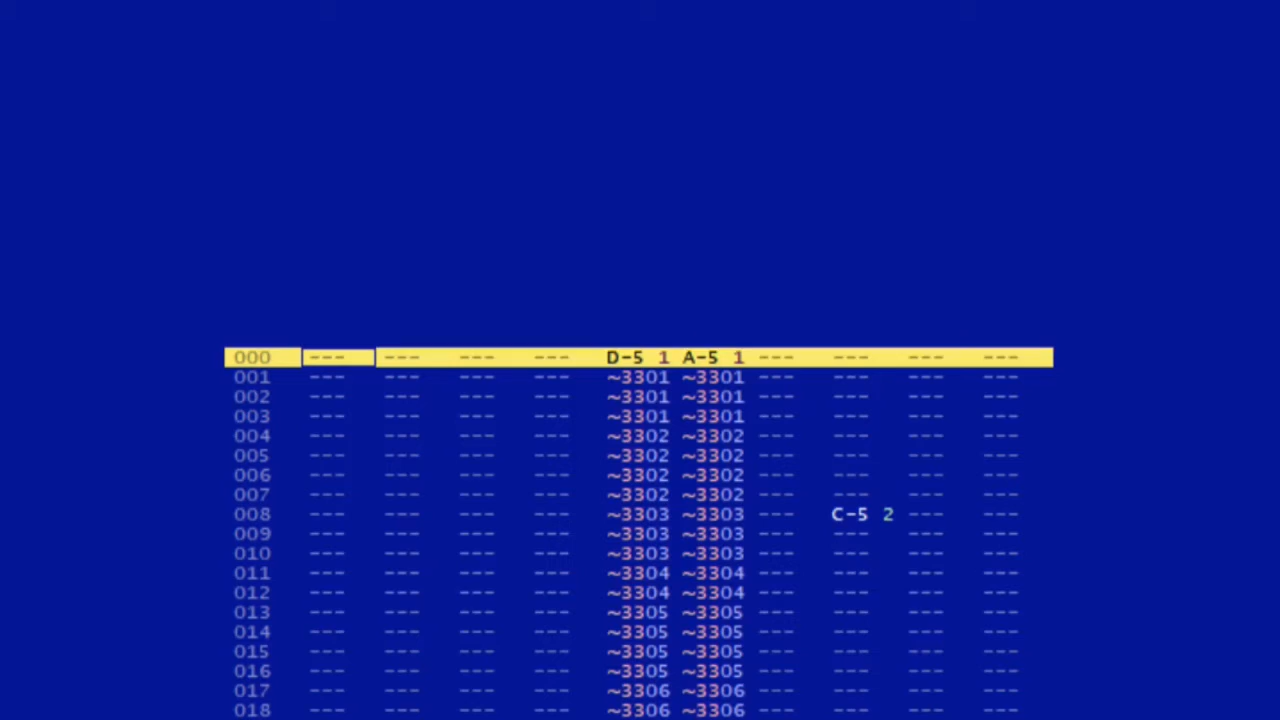 000 --- --- --- --- D-5 1 A-5 1 --- --- --- ---
001 --- --- --- --- ~3301 ~3301 --- --- --- ---
002 --- --- --- --- ~3301 ~3301 --- --- --- ---
003 --- --- --- --- ~3301 ~3301 --- --- --- ---
004 --- --- --- --- ~3302 ~3302 --- --- --- ---
005 --- --- --- --- ~3302 ~3302 --- --- --- ---
006 --- --- --- --- ~3302 ~3302 --- --- --- ---
007 --- --- --- --- ~3302 ~3302 --- --- --- ---
008 --- --- --- --- ~3303 ~3303 --- C-5 2 --- ---
009 --- --- --- --- ~3303 ~3303 --- --- --- ---
010 --- --- --- --- ~3303 ~3303 --- --- --- ---
011 --- --- --- --- ~3304 ~3304 --- --- --- ---
012 --- --- --- --- ~3304 ~3304 --- --- --- ---
013 --- --- --- --- ~3305 ~3305 --- --- --- ---
014 --- --- --- --- ~3305 ~3305 --- --- --- ---
015 --- --- --- --- ~3305 ~3305 --- --- --- ---
016 --- --- --- --- ~3305 ~3305 --- --- --- ---
017 --- --- --- --- ~3306 ~3306 --- --- --- ---
018 --- --- --- --- ~3306 ~3306 --- --- --- ---